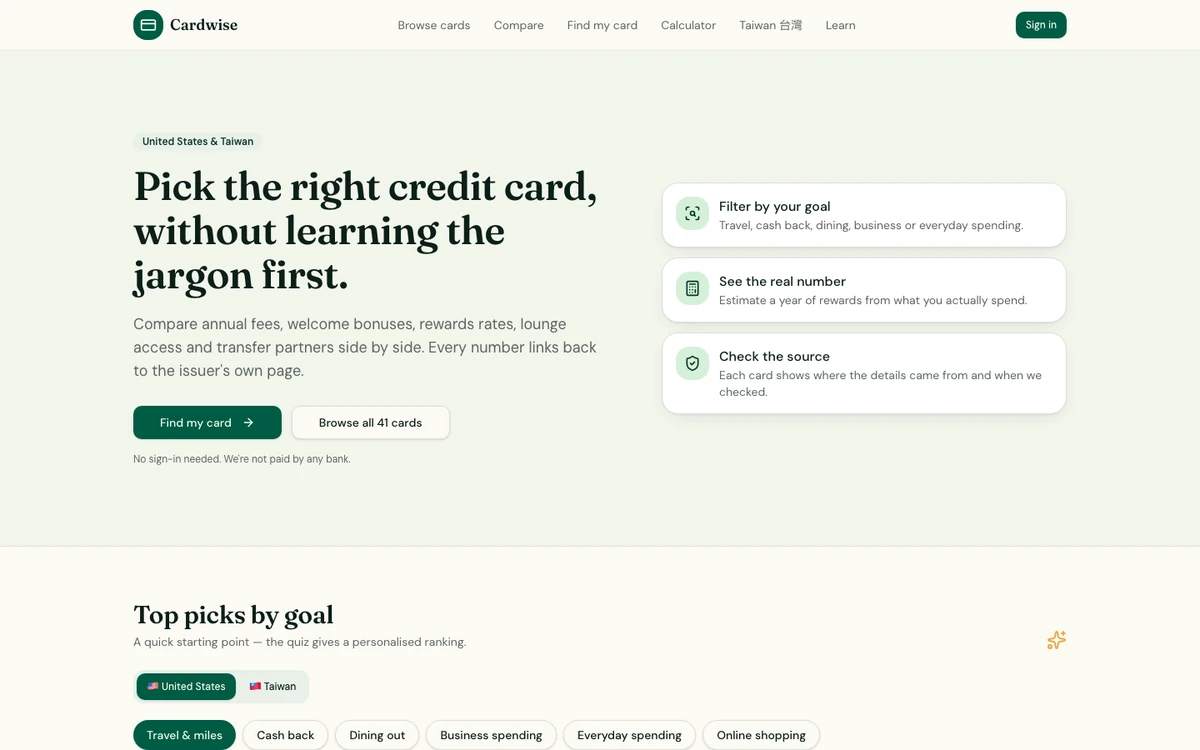 Cardwise
Browse cards
Compare
Find my card
Calculator
Taiwan 台灣
Learn
Sign in
United States & Taiwan
Pick the right credit card,
without learning the
jargon first.
Compare annual fees, welcome bonuses, rewards rates, lounge
access and transfer partners side by side. Every number links back
to the issuer's own page.
Find my card
Browse all 41 cards
No sign-in needed. We're not paid by any bank.
Filter by your goal
Travel, cash back, dining, business or everyday spending.
See the real number
Estimate a year of rewards from what you actually spend.
Check the source
Each card shows where the details came from and when we
checked.
Top picks by goal
A quick starting point — the quiz gives a personalised ranking.
United States
Taiwan
Travel & miles
Cash back
Dining out
Business spending
Everyday spending
Online shopping